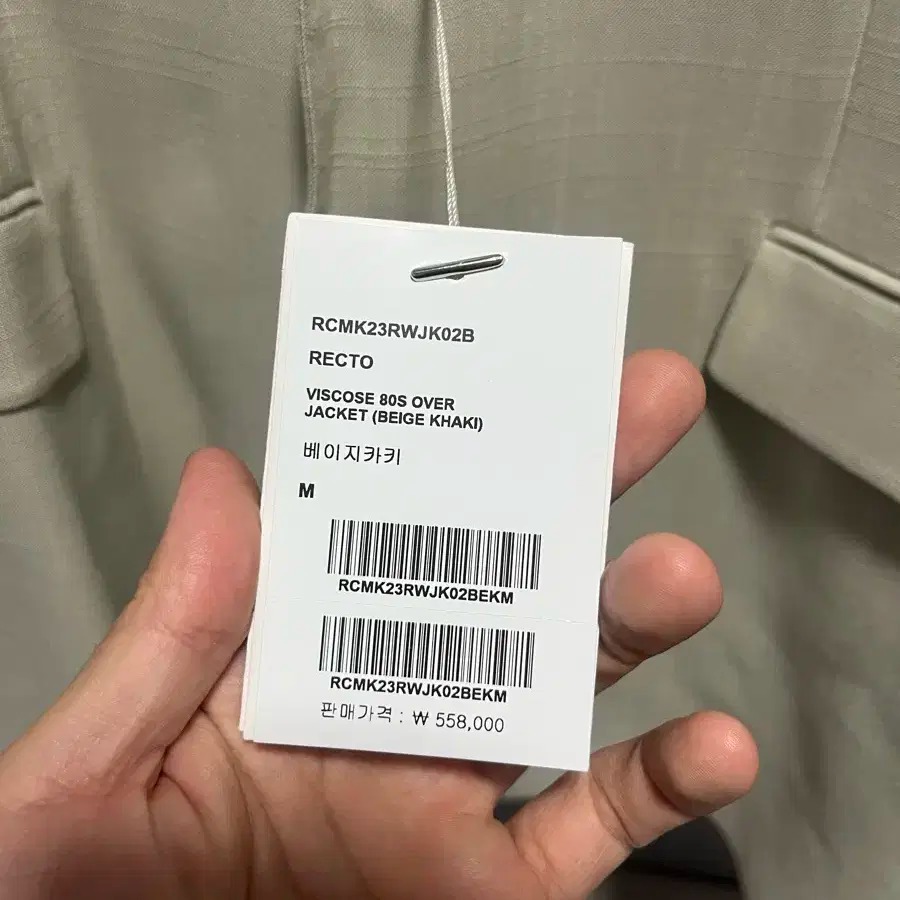 RCMK23RWJK02B
RECTO
VISCOSE 80S OVER
JACKET (BEIGE KHAKI)
베이지카키
M
RCMK23RWJK02BEKM
RCMK23RWJK02BEKM
판매가격 : ₩ 558,000